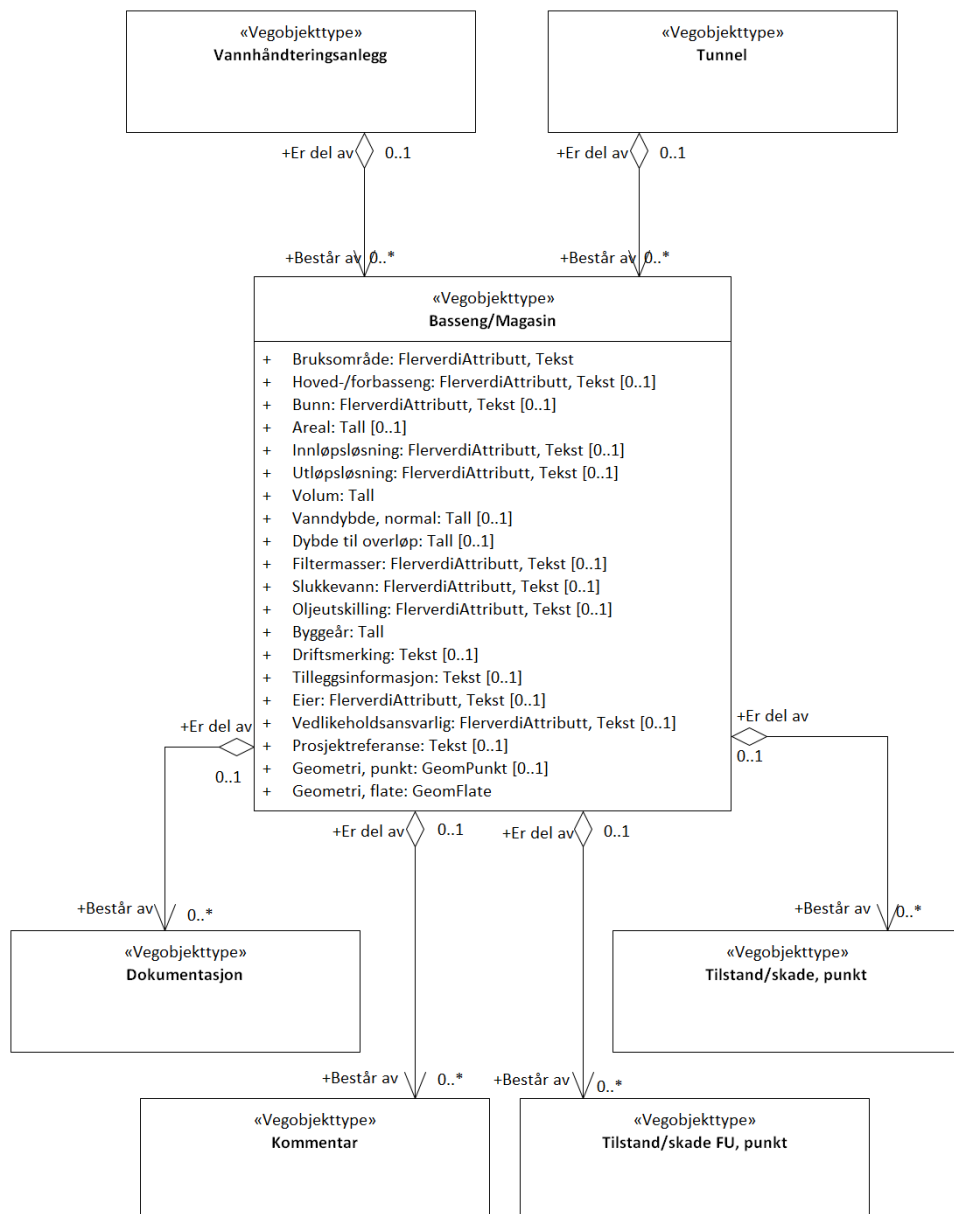 «Vegobjekttype»
Vannhåndteringsanlegg
«Vegobjekttype»
Tunnel
+Er del av 0..1
+Er del av 0..1
+Består av 0..*
+Består av 0..*
«Vegobjekttype»
Basseng/Magasin
+ Bruksområde: FlerverdiAttributt, Tekst
+ Hoved-/forbasseng: FlerverdiAttributt, Tekst [0..1]
+ Bunn: FlerverdiAttributt, Tekst [0..1]
+ Areal: Tall [0..1]
+ Innløpsløsning: FlerverdiAttributt, Tekst [0..1]
+ Utløpsløsning: FlerverdiAttributt, Tekst [0..1]
+ Volum: Tall
+ Vanndybde, normal: Tall [0..1]
+ Dybde til overløp: Tall [0..1]
+ Filtermasser: FlerverdiAttributt, Tekst [0..1]
+ Slukkevann: FlerverdiAttributt, Tekst [0..1]
+ Oljeutskilling: FlerverdiAttributt, Tekst [0..1]
+ Byggeår: Tall
+ Driftsmerking: Tekst [0..1]
+ Tilleggsinformasjon: Tekst [0..1]
+ Eier: FlerverdiAttributt, Tekst [0..1]
+ Vedlikeholdsansvarlig: FlerverdiAttributt, Tekst [0..1]
+ Prosjektreferanse: Tekst [0..1]
+ Geometri, punkt: GeomPunkt [0..1]
+ Geometri, flate: GeomFlate
+Er del av
0..1
+Er del av
0..1
+Er del av 0..1
+Er del av 0..1
+Består av 0..*
+Består av 0..*
«Vegobjekttype»
Dokumentasjon
«Vegobjekttype»
Tilstand/skade, punkt
+Består av 0..*
+Består av 0..*
«Vegobjekttype»
Kommentar
«Vegobjekttype»
Tilstand/skade FU, punkt